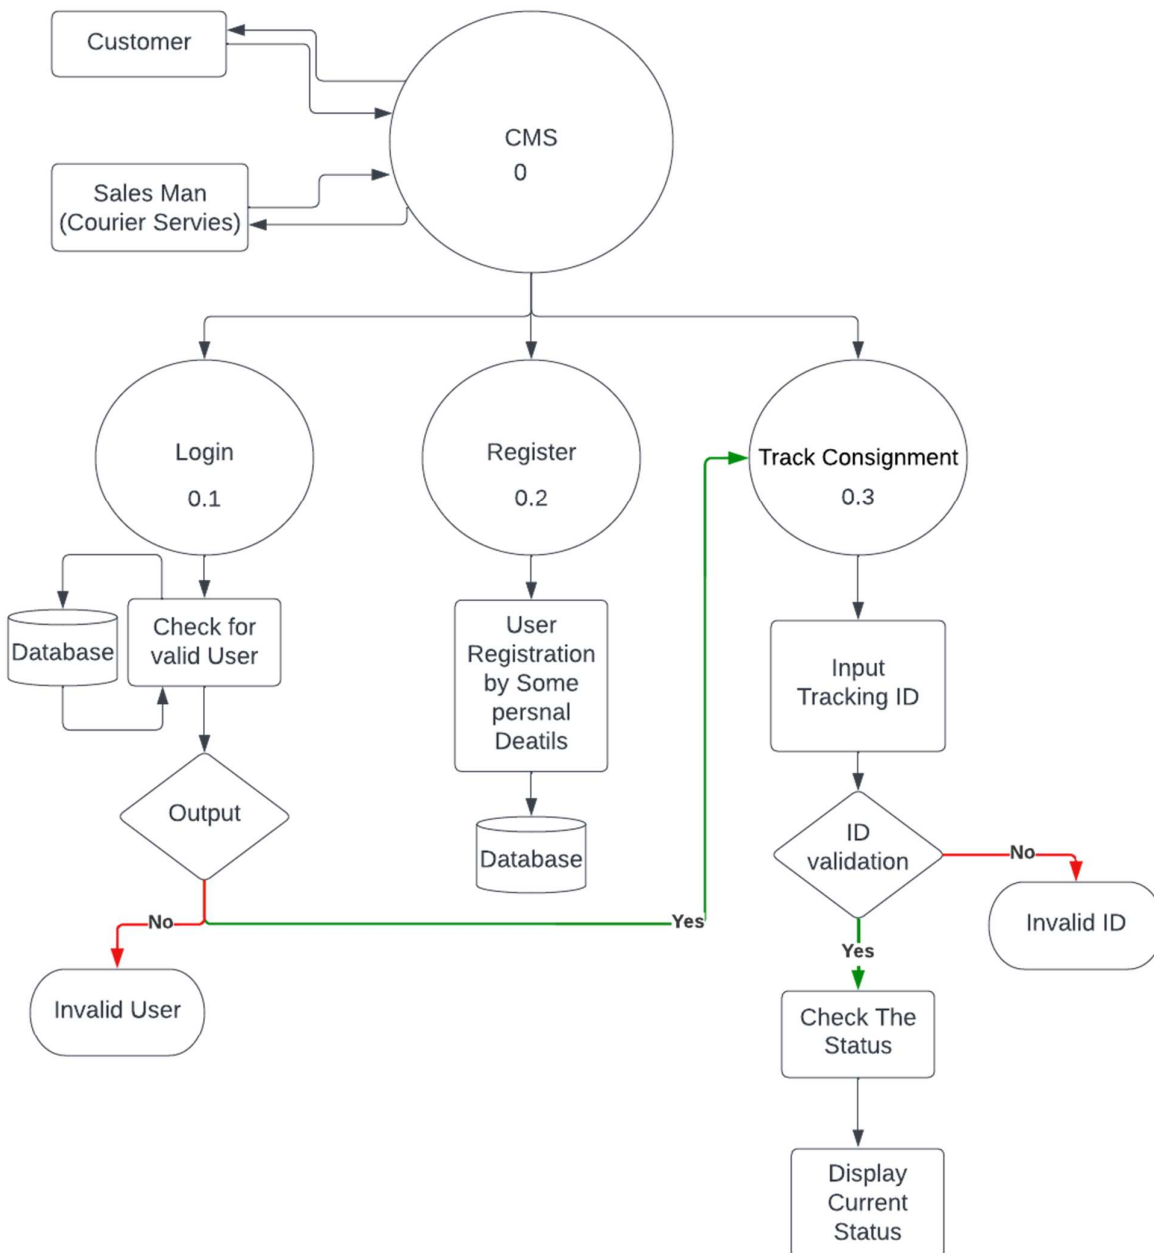 Customer
CMS
0
Sales Man
(Courier Servies)
Login
0.1
Register
0.2
Track Consignment
0.3
Database
Check for
valid User
User
Registration
by Some
persnal
Deatils
Input
Tracking ID
Output
Database
ID
validation
No
Invalid ID
No
Yes
Yes
Invalid User
Check The
Status
Display
Current
Status